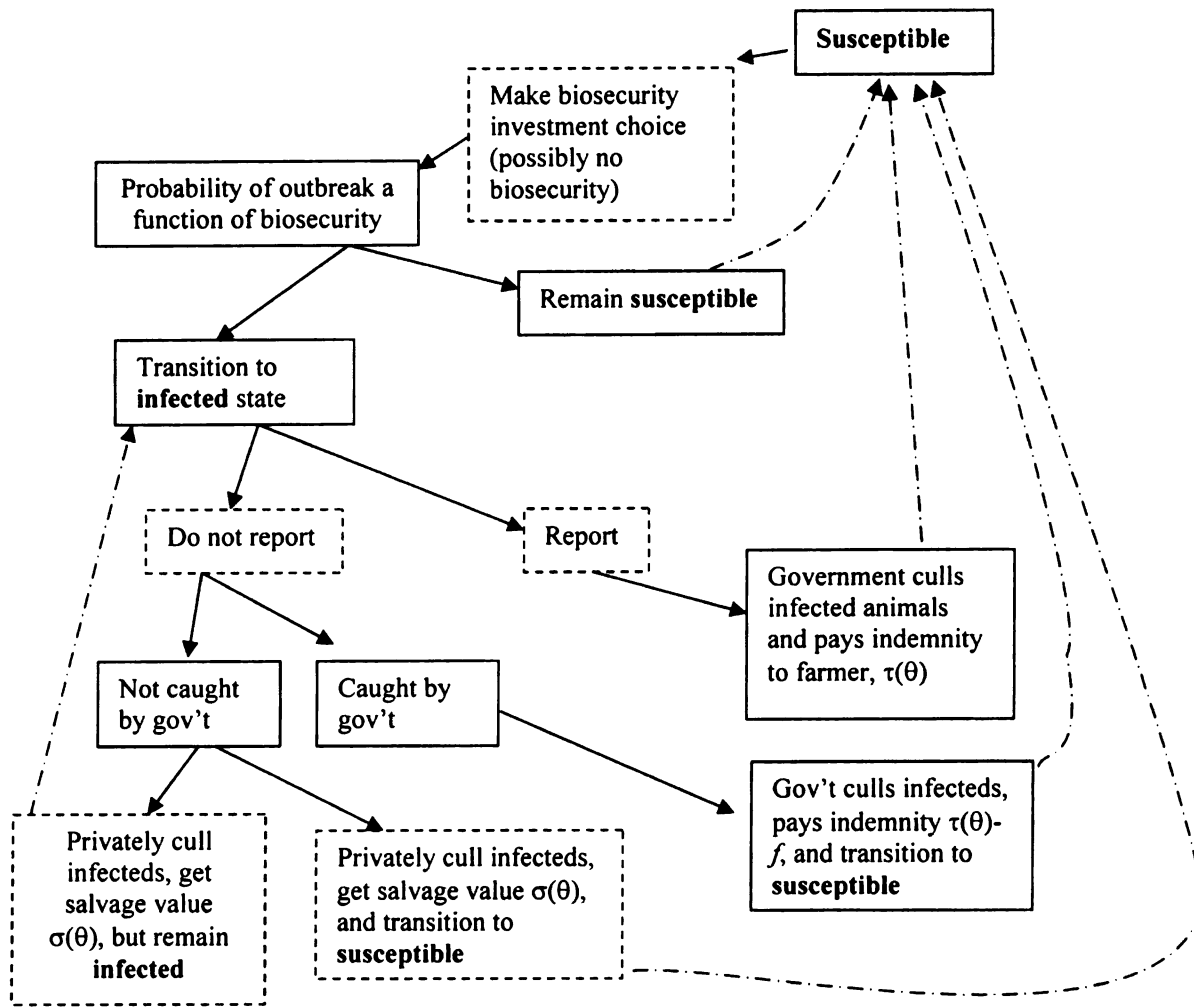 Susceptible
Make biosecurity
investment choice
(possibly no
biosecurity)
Probability of outbreak a
function of biosecurity
Remain susceptible
Transition to
infected state
Do not report
Report
Government culls
infected animals
and pays indemnity
to farmer, τ(θ)
Not caught
by gov't
Caught by
gov't
Gov't culls infecteds,
pays indemnity τ(θ)-
f, and transition to
susceptible
Privately cull
infecteds, get
salvage value
σ(θ), but remain
infected
Privately cull infecteds,
get salvage value σ(θ),
and transition to
susceptible